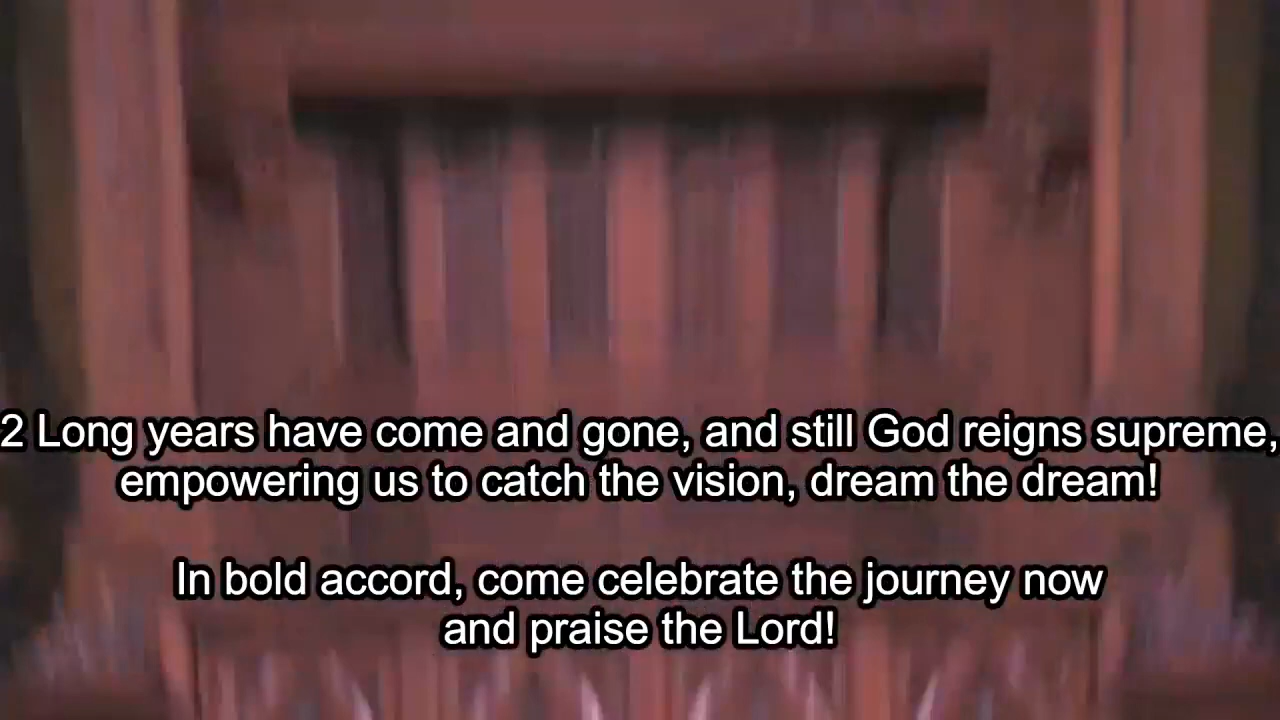 2 Long years have come and gone, and still God reigns supreme,
empowering us to catch the vision, dream the dream!
In bold accord, come celebrate the journey now
and praise the Lord!